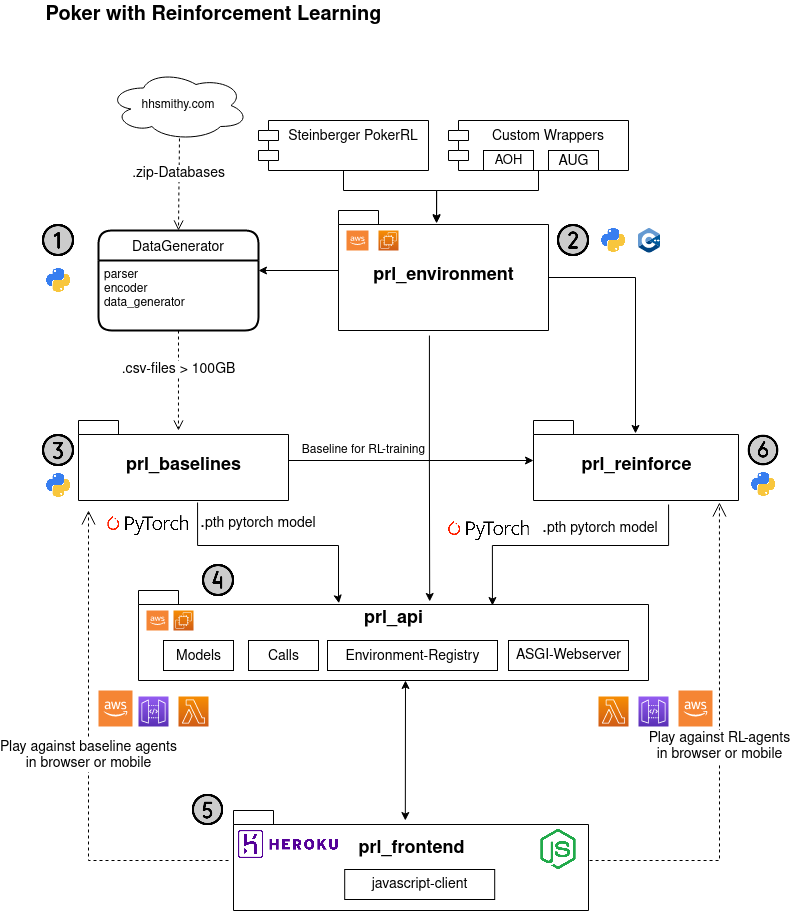 Poker with Reinforcement Learning
hhsmithy.com
.zip-Databases
Steinberger PokerRL
Custom Wrappers
AOH
AUG
1
DataGenerator
parser
encoder
data_generator
aws
prl_environment
2
.csv-files > 100GB
3
prl_baselines
Baseline for RL-training
prl_reinforce
6
PyTorch
.pth pytorch model
PyTorch
.pth pytorch model
4
aws
prl_api
Models
Calls
Environment-Registry
ASGI-Webserver
aws
aws
Play against baseline agents
in browser or mobile
Play against RL-agents
in browser or mobile
5
HEROKU
prl_frontend
JS
javascript-client